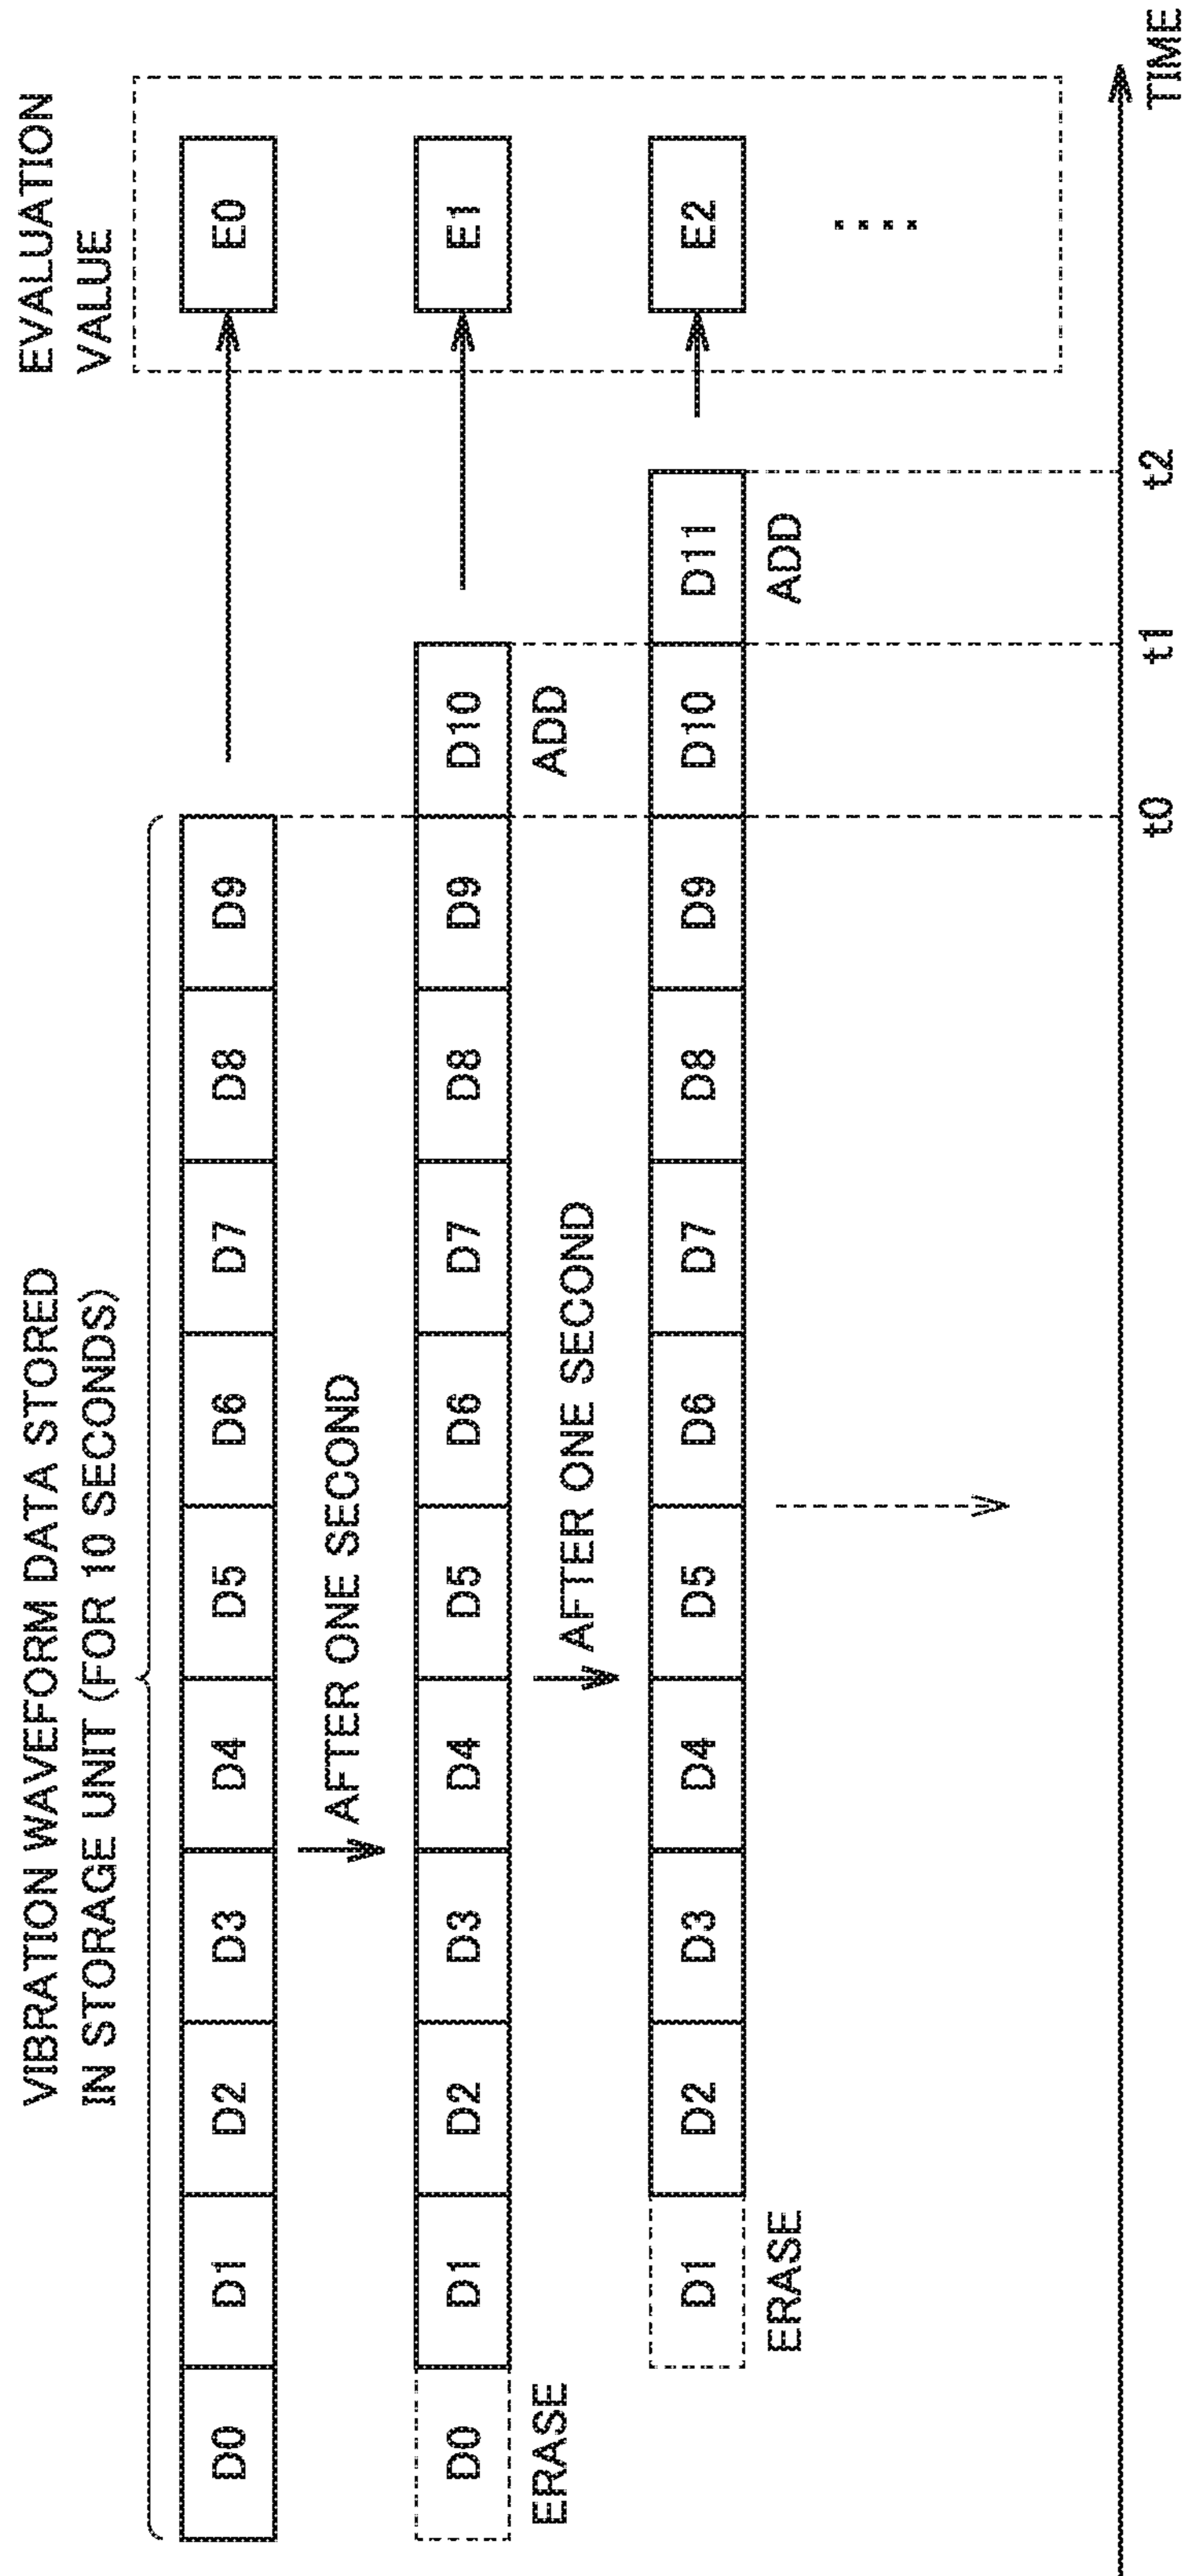 VIBRATION WAVEFORM DATA STORED
IN STORAGE UNIT (FOR 10 SECONDS)
EVALUATION
VALUE
D0 D1 D2 D3 D4 D5 D6 D7 D8 D9 E0
AFTER ONE SECOND
D0 D1 D2 D3 D4 D5 D6 D7 D8 D9 D10 E1
ERASE ADD
AFTER ONE SECOND
D1 D2 D3 D4 D5 D6 D7 D8 D9 D10 D11 E2
ERASE ADD
....
t0 t1 t2 TIME